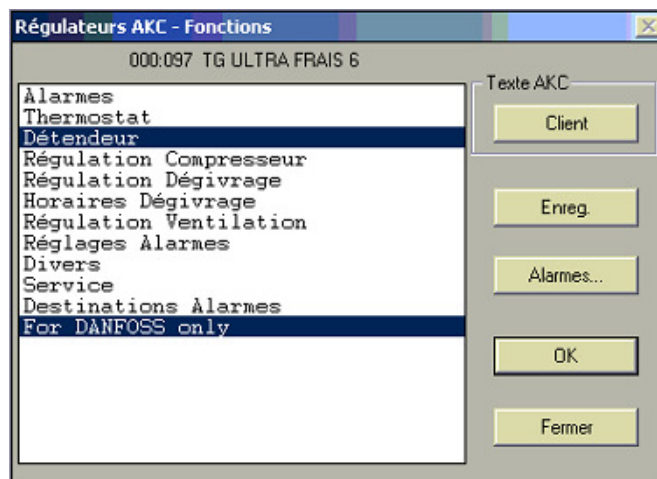 Régulateurs AKC - Fonctions
000:097 TG ULTRA FRAIS 6
Alarmes
Thermostat
Détendeur
Régulation Compresseur
Régulation Dégivrage
Horaires Dégivrage
Régulation Ventilation
Réglages Alarmes
Divers
Service
Destinations Alarmes
For DANFOSS only
Texte AKC
Client
Enreg.
Alarmes...
OK
Fermer